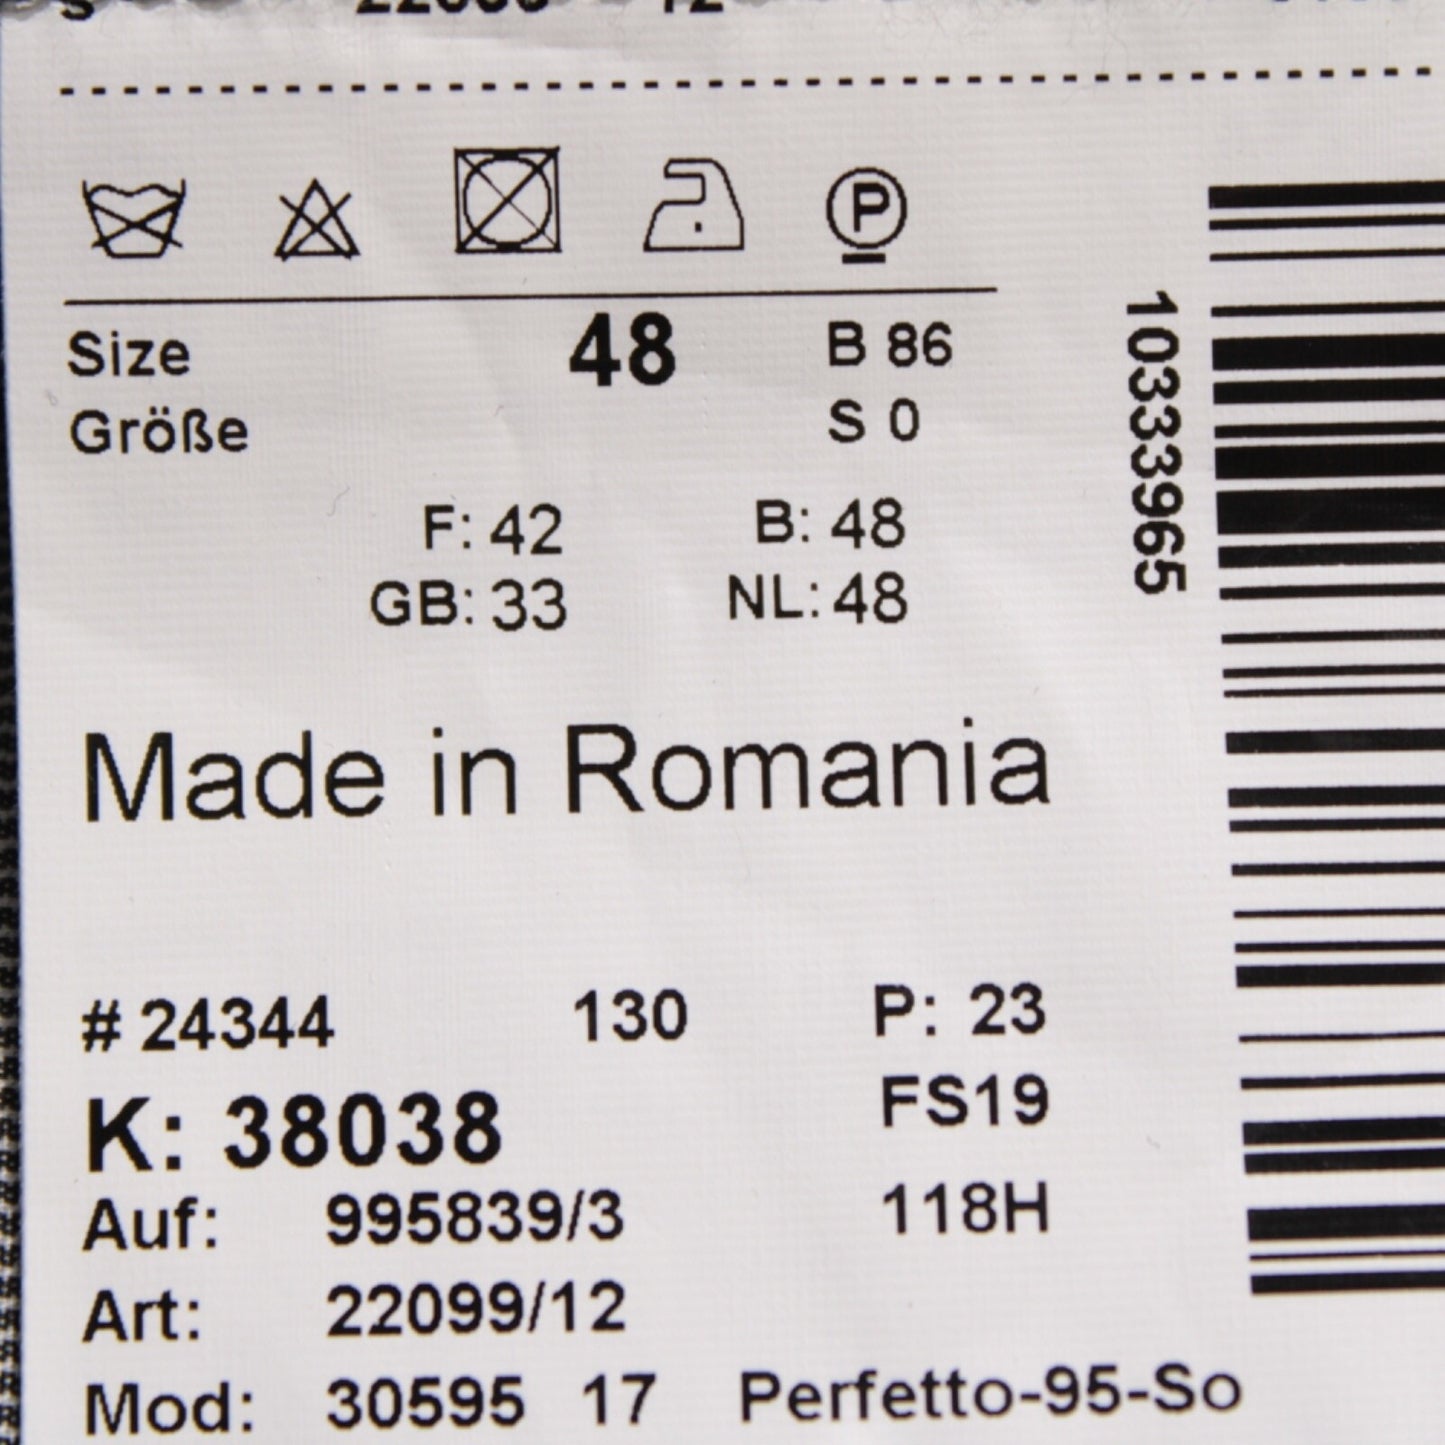 Size 48 B 86
Größe S 0
F: 42 B: 48
GB: 33 NL: 48
10333965
Made in Romania
# 24344 130 P: 23
K: 38038 FS19
Auf: 995839/3 118H
Art: 22099/12
Mod: 30595 17 Perfetto-95-So